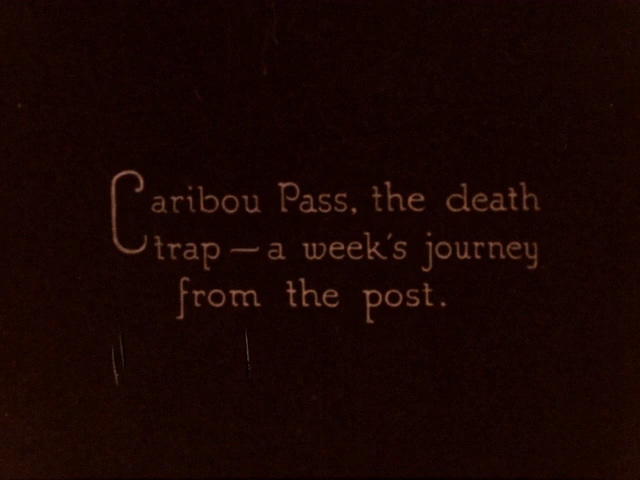 Caribou Pass, the death
trap — a week's journey
from the post.